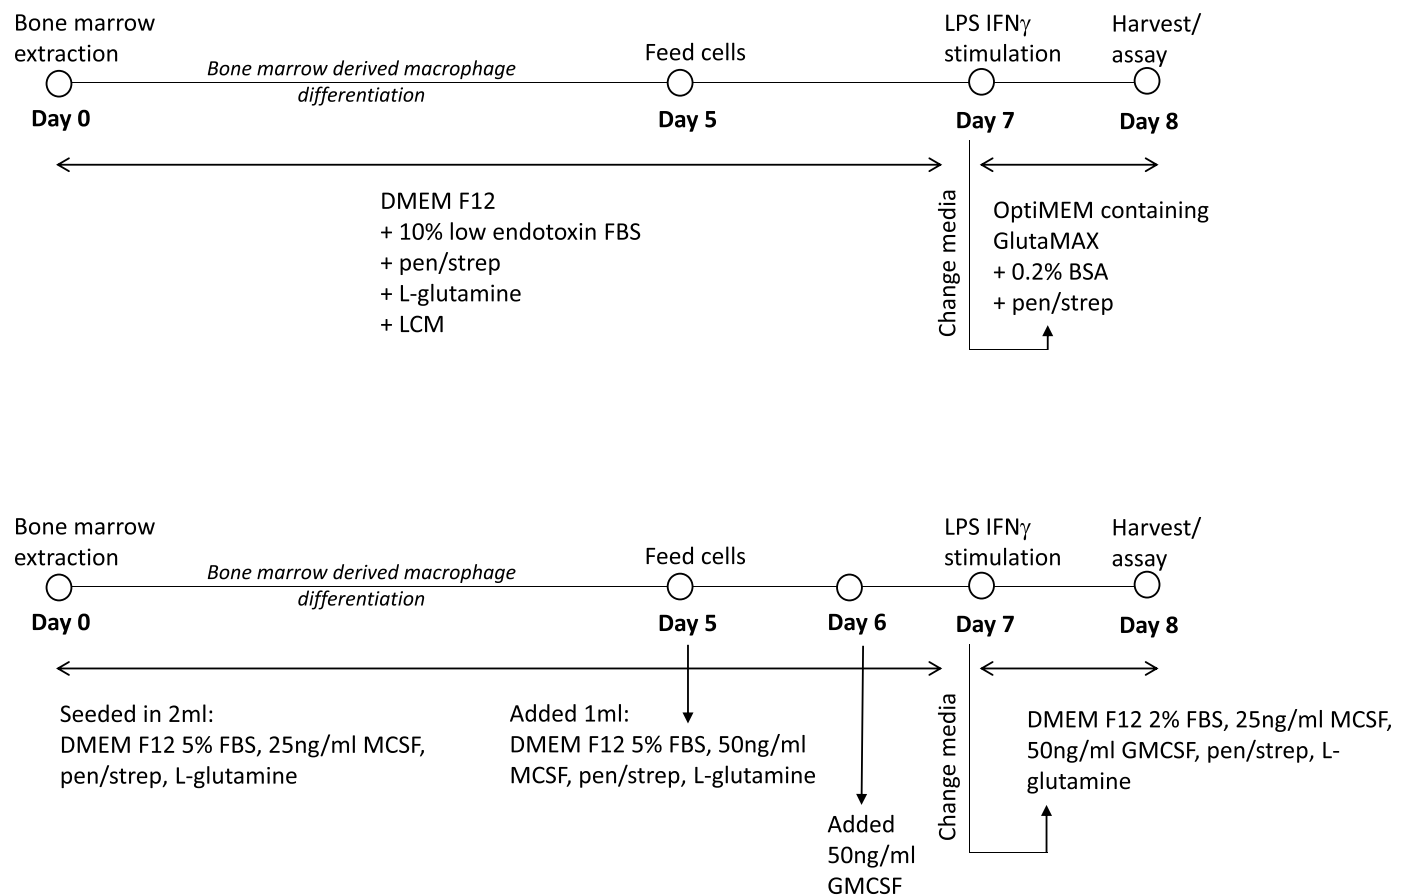 Bone marrow
extraction
Bone marrow derived macrophage
differentiation
Feed cells
LPS IFNγ
stimulation
Harvest/
assay
Day 0
Day 5
Day 7
Day 8
DMEM F12
+ 10% low endotoxin FBS
+ pen/strep
+ L-glutamine
+ LCM
Change media
OptiMEM containing
GlutaMAX
+ 0.2% BSA
+ pen/strep
Bone marrow
extraction
Bone marrow derived macrophage
differentiation
Feed cells
LPS IFNγ
stimulation
Harvest/
assay
Day 0
Day 5
Day 6
Day 7
Day 8
Seeded in 2ml:
DMEM F12 5% FBS, 25ng/ml MCSF,
pen/strep, L-glutamine
Added 1ml:
DMEM F12 5% FBS, 50ng/ml
MCSF, pen/strep, L-glutamine
Added
50ng/ml
GMCSF
Change media
DMEM F12 2% FBS, 25ng/ml MCSF,
50ng/ml GMCSF, pen/strep, L-
glutamine